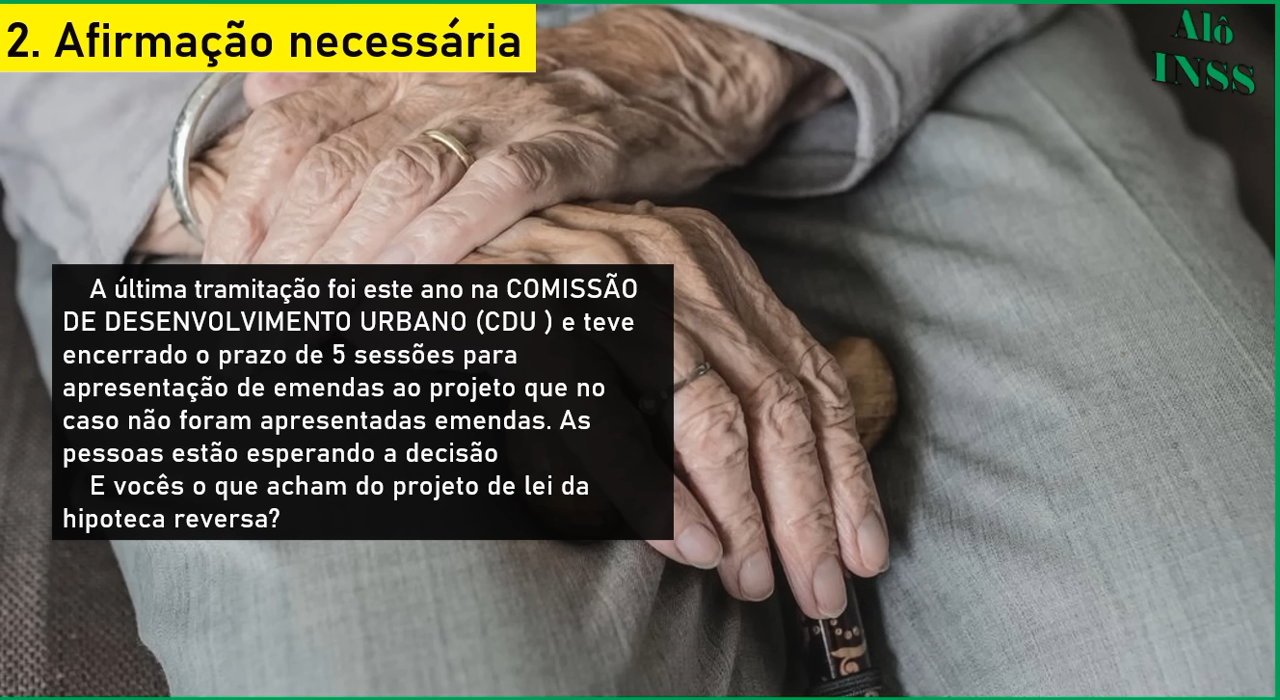 2. Afirmação necessária
Alô
INSS
A última tramitação foi este ano na COMISSÃO
DE DESENVOLVIMENTO URBANO (CDU ) e teve
encerrado o prazo de 5 sessões para
apresentação de emendas ao projeto que no
caso não foram apresentadas emendas. As
pessoas estão esperando a decisão
E vocês o que acham do projeto de lei da
hipoteca reversa?